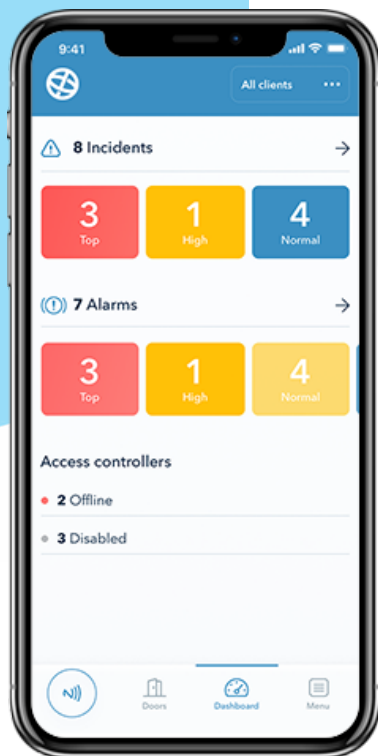 9:41
All clients ...
8 Incidents
3 1 4
Top High Normal
7 Alarms
3 1 4
Top High Normal
Access controllers
2 Offline
3 Disabled
Doors Dashboard Menu